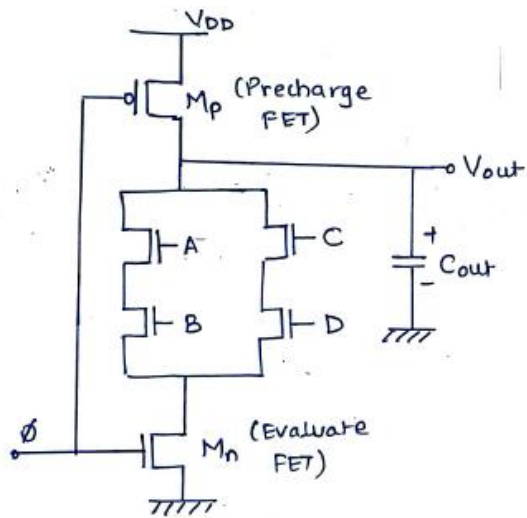 VDD
Mp (Precharge
FET)
Vout
A
C
+
Cout
-
B
D
ø
Mn (Evaluate
FET)